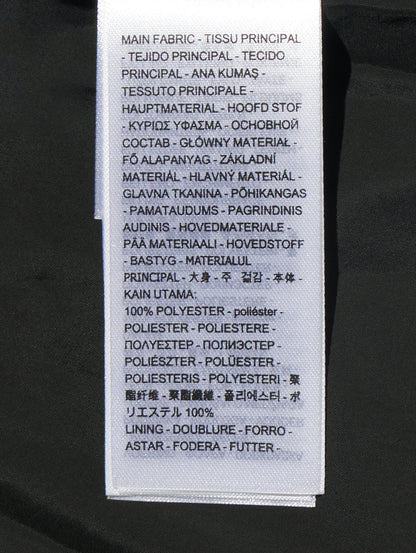 MAIN FABRIC - TISSU PRINCIPAL
- TEJIDO PRINCIPAL - TECIDO
PRINCIPAL - ANA KUMAŞ -
TESSUTO PRINCIPALE -
HAUPTMATERIAL - HOOFD STOF
- ΚΥΡΙΩΣ ΥΦΑΣΜΑ - ОСНОВНОЙ
СОСТАВ - GŁÓWNY MATERIAŁ -
FŐ ALAPANYAG - ZÁKLADNÍ
MATERIÁL - HLAVNÝ MATERIÁL -
GLAVNA TKANINA - PÕHIKANGAS
- PAMATAUDUMS - PAGRINDINIS
AUDINIS - HOVEDMATERIALE -
PÄÄ MATERIAALI - HOVEDSTOFF
- BASTYG - MATERIALUL
PRINCIPAL - 大身 - 주 겉감 - 本体 -
KAIN UTAMA:
100% POLYESTER - poliéster -
POLIESTER - POLIESTERE -
ΠΟΛΥΕΣΤΕΡ - ПОЛИЭСТЕР -
POLIÉSZTER - POLÜESTER -
POLIESTERIS - POLYESTERI - 聚
酯纤维 - 聚酯纖維 - 폴리에스터 - ポ
リエステル 100%
LINING - DOUBLURE - FORRO -
ASTAR - FODERA - FUTTER -